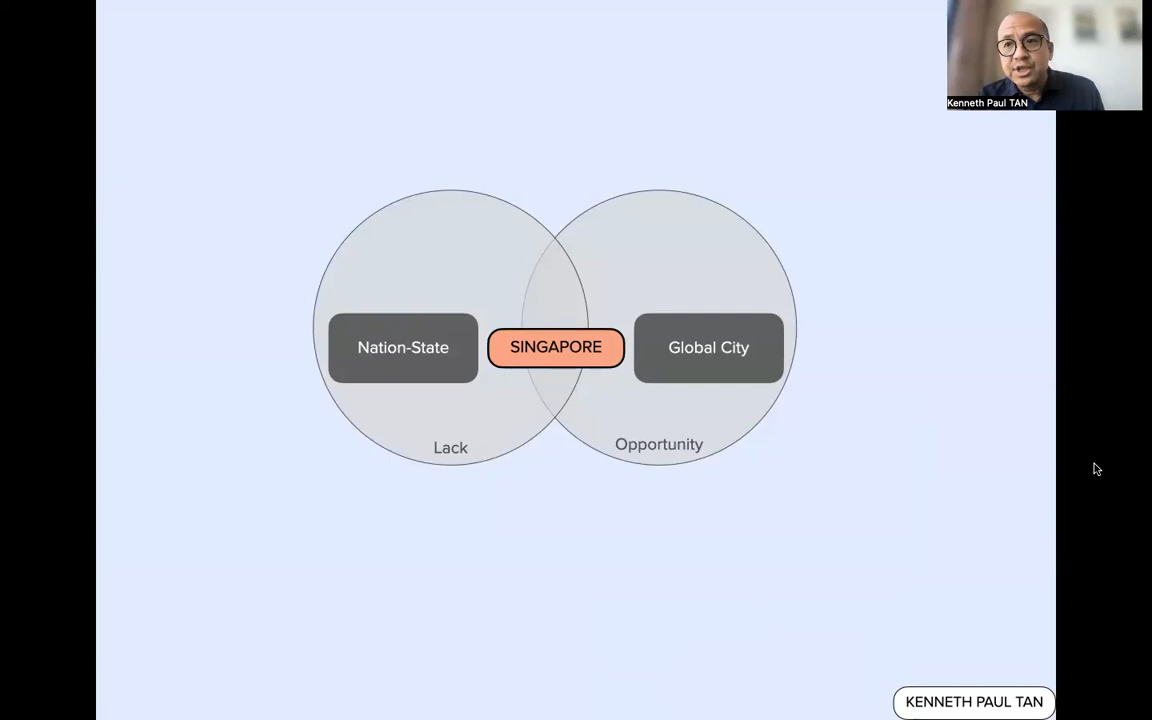 Kenneth Paul TAN
Nation-State
SINGAPORE
Global City
Lack
Opportunity
KENNETH PAUL TAN